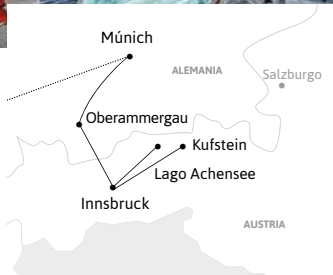 Múnich
ALEMANIA
Salzburgo
Oberammergau
Kufstein
Lago Achensee
Innsbruck
AUSTRIA